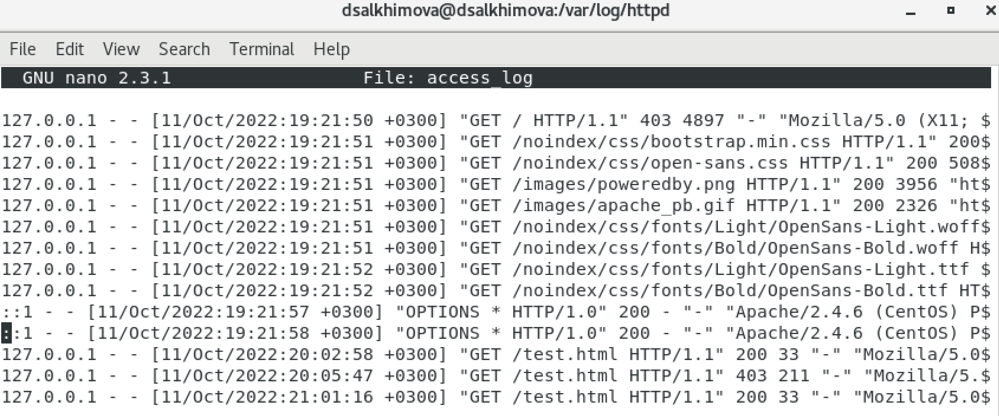 dsalkhimova@dsalkhimova:/var/log/httpd
File Edit View Search Terminal Help
GNU nano 2.3.1 File: access_log
127.0.0.1 - - [11/Oct/2022:19:21:50 +0300] "GET / HTTP/1.1" 403 4897 "-" "Mozilla/5.0 (X11; $
127.0.0.1 - - [11/Oct/2022:19:21:51 +0300] "GET /noindex/css/bootstrap.min.css HTTP/1.1" 200$
127.0.0.1 - - [11/Oct/2022:19:21:51 +0300] "GET /noindex/css/open-sans.css HTTP/1.1" 200 508$
127.0.0.1 - - [11/Oct/2022:19:21:51 +0300] "GET /images/poweredby.png HTTP/1.1" 200 3956 "ht$
127.0.0.1 - - [11/Oct/2022:19:21:51 +0300] "GET /images/apache_pb.gif HTTP/1.1" 200 2326 "ht$
127.0.0.1 - - [11/Oct/2022:19:21:51 +0300] "GET /noindex/css/fonts/Light/OpenSans-Light.woff$
127.0.0.1 - - [11/Oct/2022:19:21:51 +0300] "GET /noindex/css/fonts/Bold/OpenSans-Bold.woff H$
127.0.0.1 - - [11/Oct/2022:19:21:52 +0300] "GET /noindex/css/fonts/Light/OpenSans-Light.ttf $
127.0.0.1 - - [11/Oct/2022:19:21:52 +0300] "GET /noindex/css/fonts/Bold/OpenSans-Bold.ttf HT$
::1 - - [11/Oct/2022:19:21:57 +0300] "OPTIONS * HTTP/1.0" 200 - "-" "Apache/2.4.6 (CentOS) P$
::1 - - [11/Oct/2022:19:21:58 +0300] "OPTIONS * HTTP/1.0" 200 - "-" "Apache/2.4.6 (CentOS) P$
127.0.0.1 - - [11/Oct/2022:20:02:58 +0300] "GET /test.html HTTP/1.1" 200 33 "-" "Mozilla/5.0$
127.0.0.1 - - [11/Oct/2022:20:05:47 +0300] "GET /test.html HTTP/1.1" 403 211 "-" "Mozilla/5.$
127.0.0.1 - - [11/Oct/2022:21:01:16 +0300] "GET /test.html HTTP/1.1" 200 33 "-" "Mozilla/5.0$